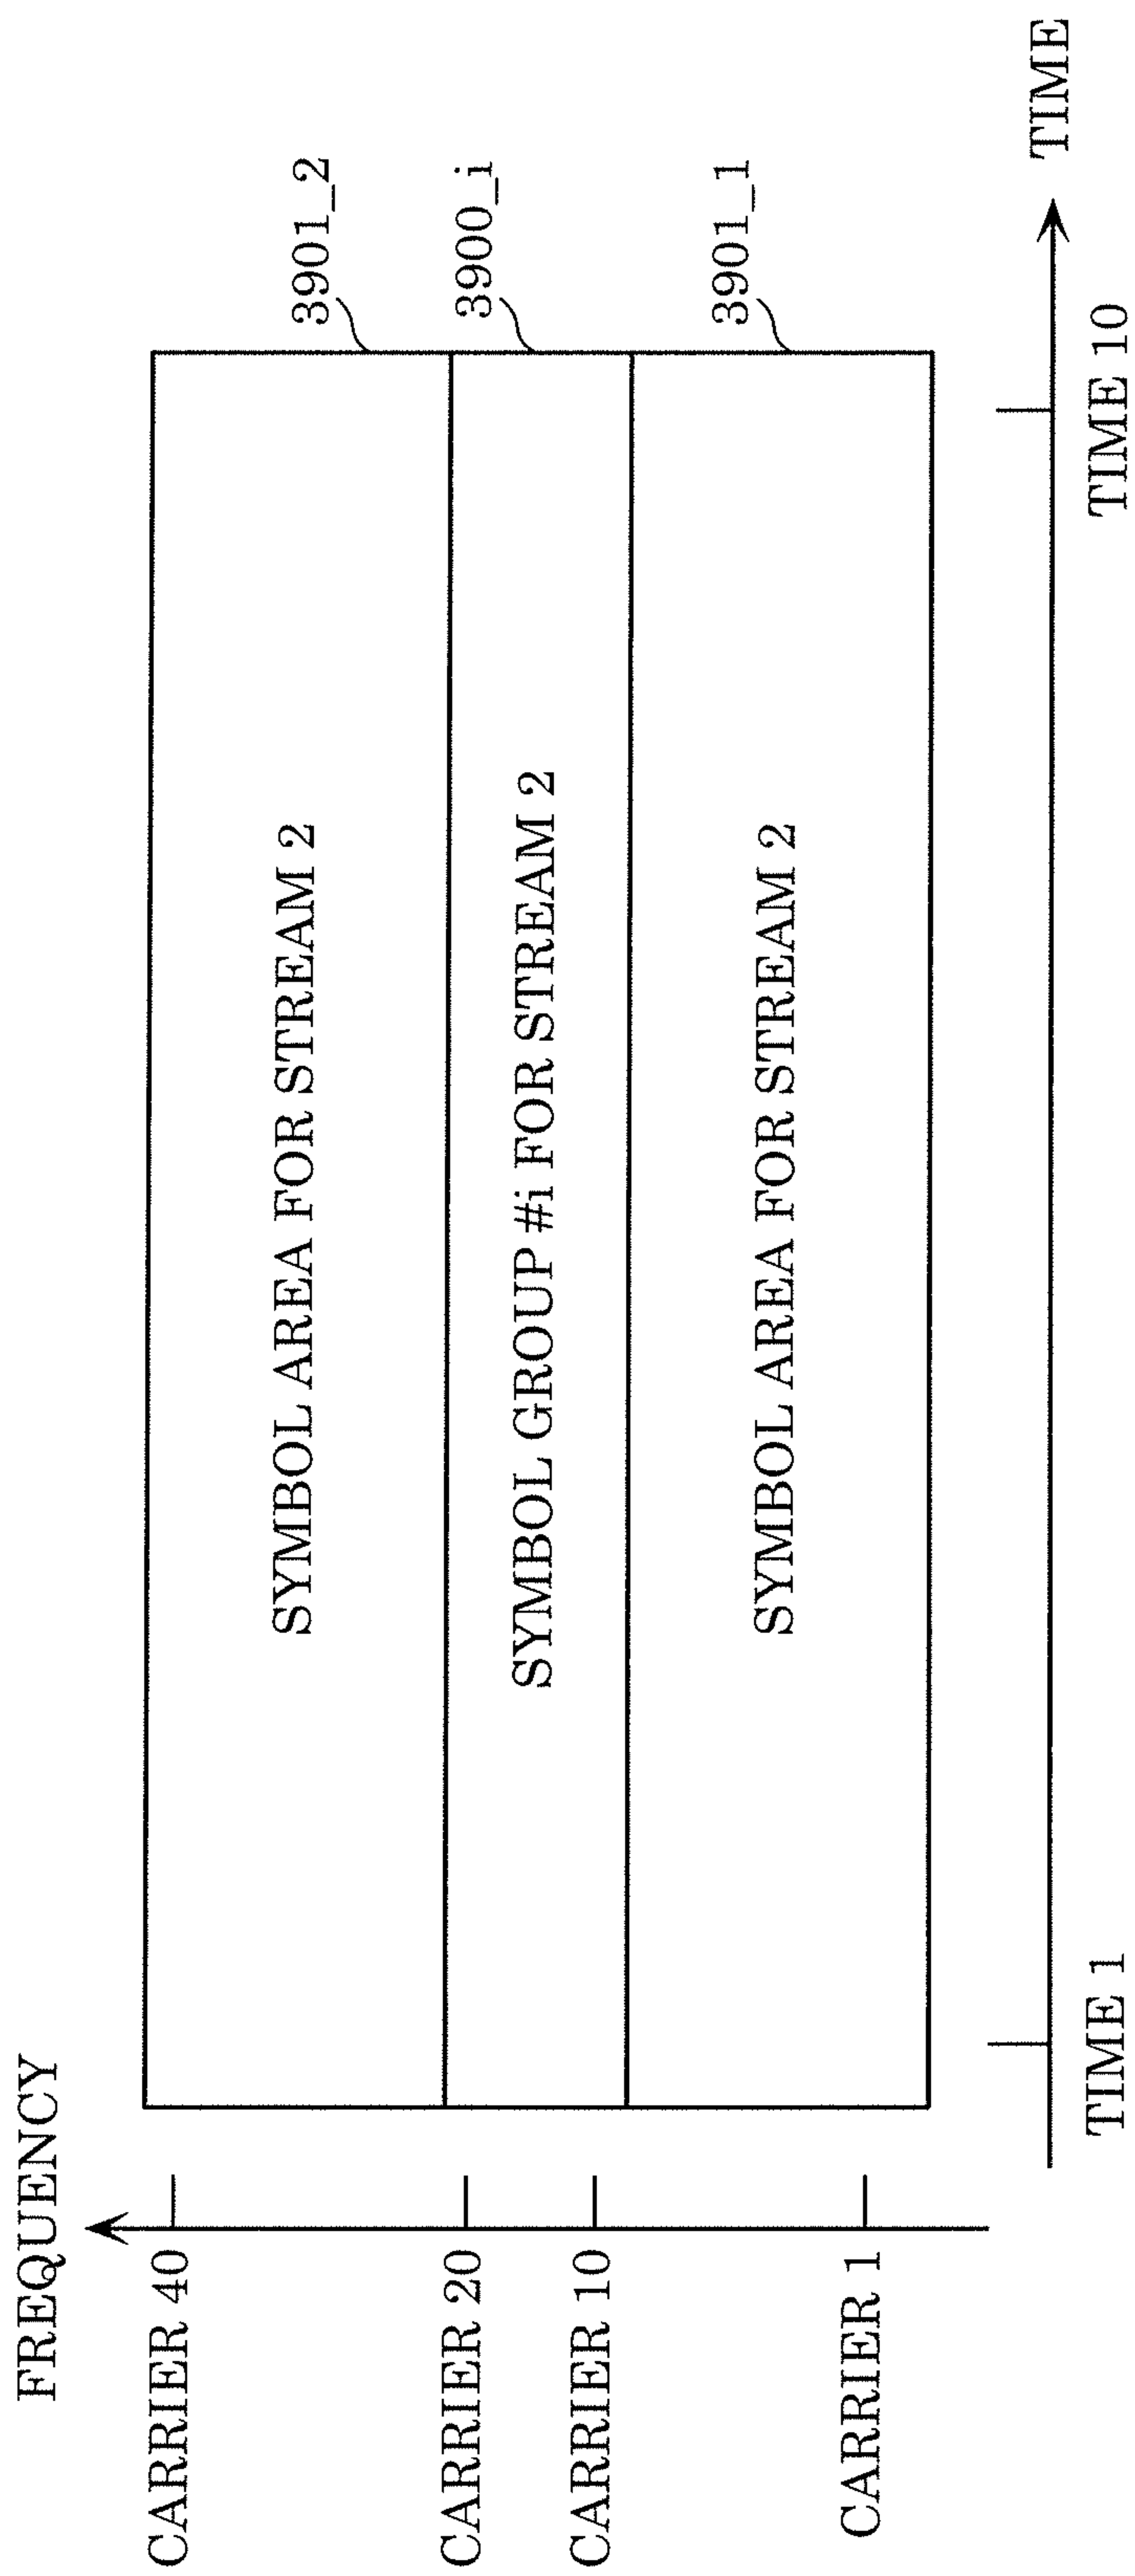 FREQUENCY
CARRIER 40
CARRIER 20
CARRIER 10
CARRIER 1
SYMBOL AREA FOR STREAM 2
3901_2
SYMBOL GROUP #i FOR STREAM 2
3900_i
SYMBOL AREA FOR STREAM 2
3901_1
TIME
TIME 1
TIME 10